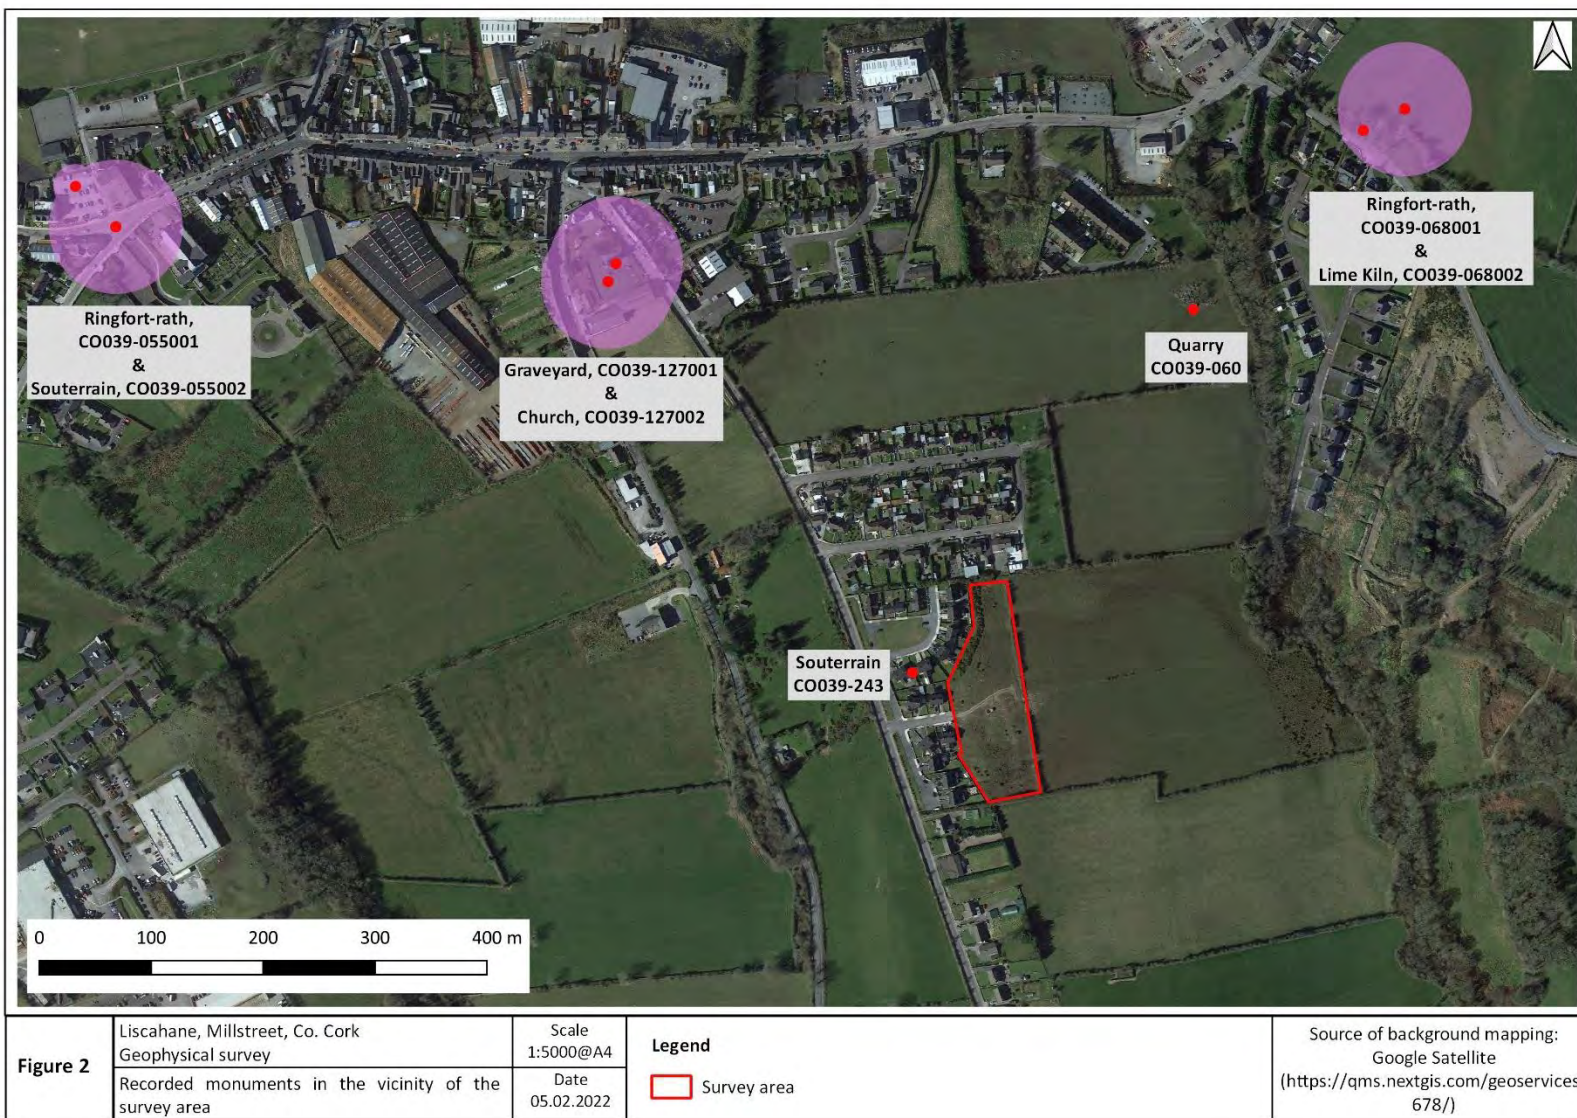 Ringfort-rath,
CO039-068001
&
Lime Kiln, CO039-068002
Ringfort-rath,
CO039-055001
&
Souterrain, CO039-055002
Graveyard, CO039-127001
&
Church, CO039-127002
Quarry
CO039-060
Souterrain
CO039-243
0 100 200 300 400 m
Figure 2
Liscahane, Millstreet, Co. Cork
Geophysical survey
Recorded monuments in the vicinity of the
survey area
Scale
1:5000@A4
Date
05.02.2022
Legend
Survey area
Source of background mapping:
Google Satellite
(https://qms.nextgis.com/geoservices
678/)